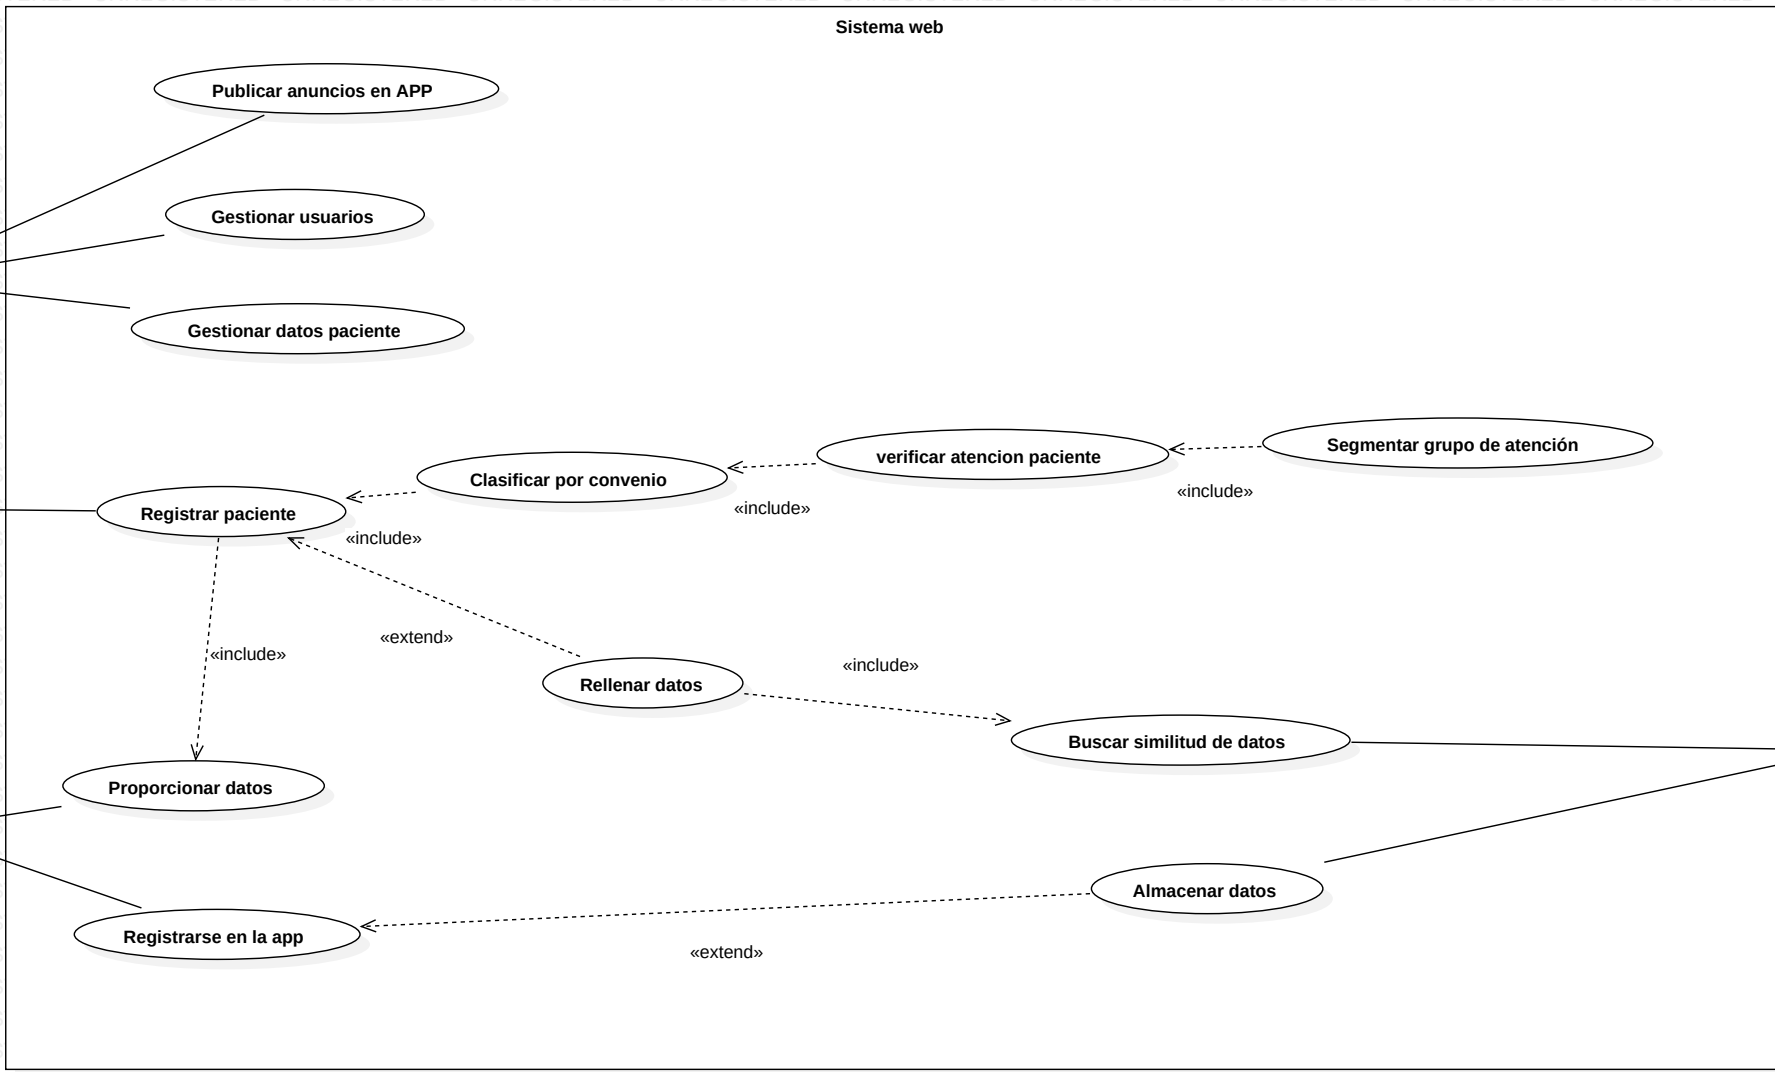 Sistema web
Publicar anuncios en APP
Gestionar usuarios
Gestionar datos paciente
Segmentar grupo de atención
verificar atencion paciente
Clasificar por convenio
«include»
«include»
Registrar paciente
«include»
«extend»
«include»
«include»
Rellenar datos
Buscar similitud de datos
Proporcionar datos
Almacenar datos
Registrarse en la app
«extend»